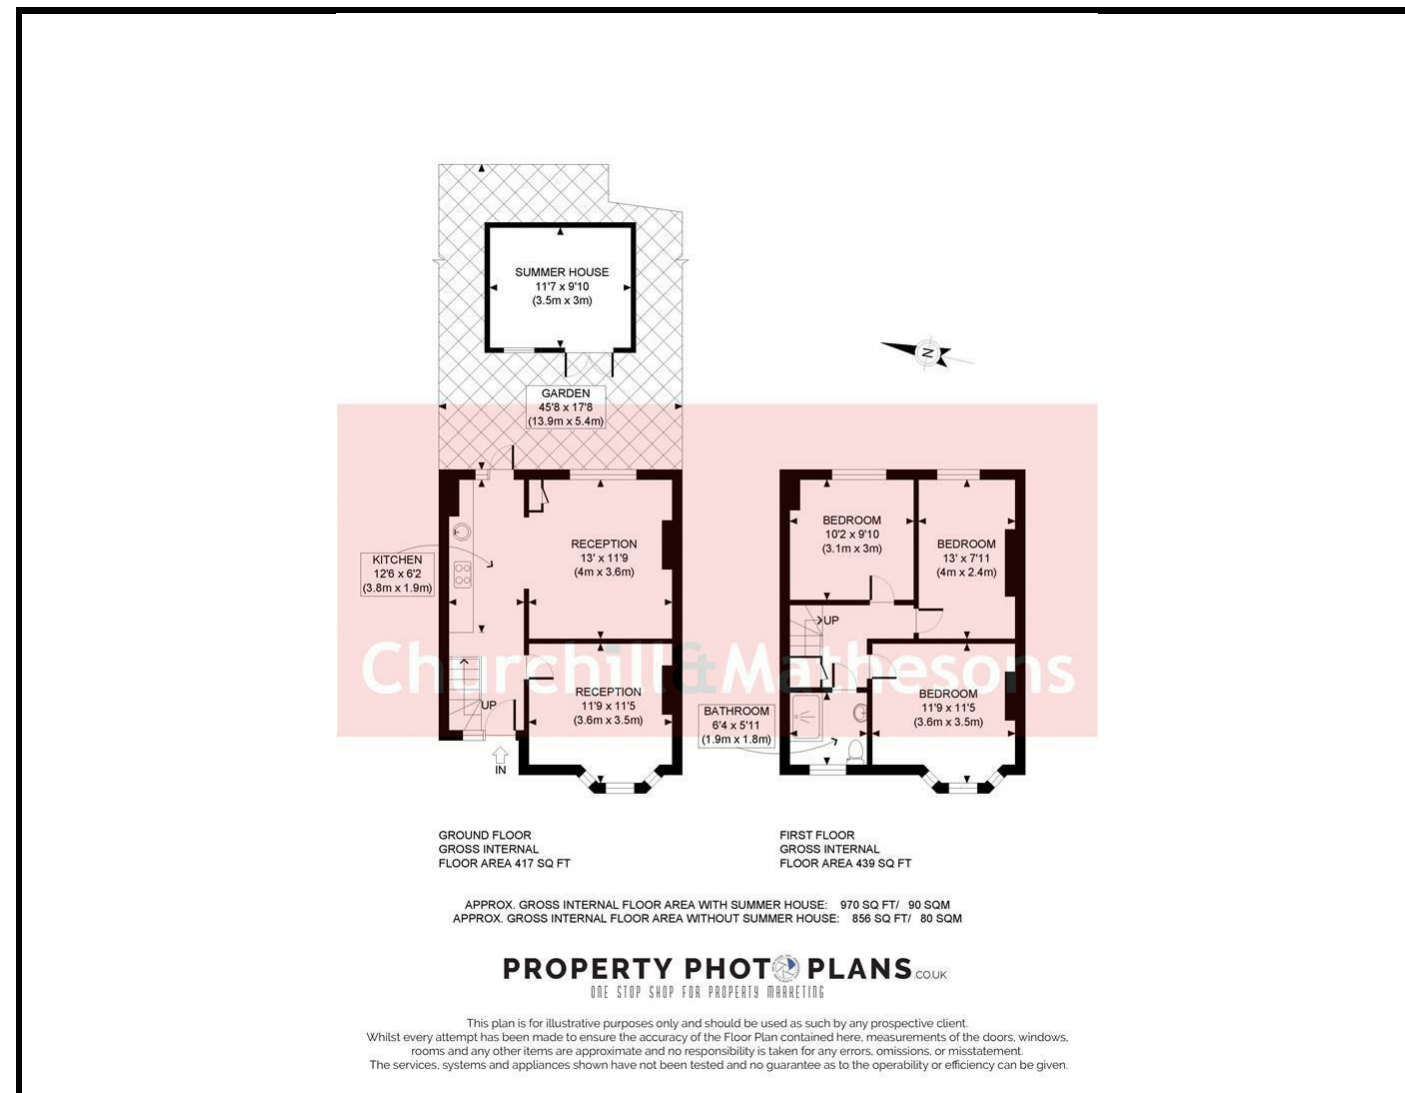 SUMMER HOUSE
11'7 x 9'10
(3.5m x 3m)
N
GARDEN
45'8 x 17'8
(13.9m x 5.4m)
KITCHEN
12'6 x 6'2
(3.8m x 1.9m)
RECEPTION
13' x 11'9
(4m x 3.6m)
BEDROOM
10'2 x 9'10
(3.1m x 3m)
BEDROOM
13' x 7'11
(4m x 2.4m)
UP
Churchill&Mathesons
UP
RECEPTION
11'9 x 11'5
(3.6m x 3.5m)
BATHROOM
6'4 x 5'11
(1.9m x 1.8m)
BEDROOM
11'9 x 11'5
(3.6m x 3.5m)
IN
GROUND FLOOR
GROSS INTERNAL
FLOOR AREA 417 SQ FT
FIRST FLOOR
GROSS INTERNAL
FLOOR AREA 439 SQ FT
APPROX. GROSS INTERNAL FLOOR AREA WITH SUMMER HOUSE: 970 SQ FT/ 90 SQM
APPROX. GROSS INTERNAL FLOOR AREA WITHOUT SUMMER HOUSE: 856 SQ FT/ 80 SQM
PROPERTY PHOTO PLANS.CO.UK
ONE STOP SHOP FOR PROPERTY MARKETING
This plan is for illustrative purposes only and should be used as such by any prospective client.
Whilst every attempt has been made to ensure the accuracy of the Floor Plan contained here, measurements of the doors, windows,
rooms and any other items are approximate and no responsibility is taken for any errors, omissions, or misstatement.
The services, systems and appliances shown have not been tested and no guarantee as to the operability or efficiency can be given.